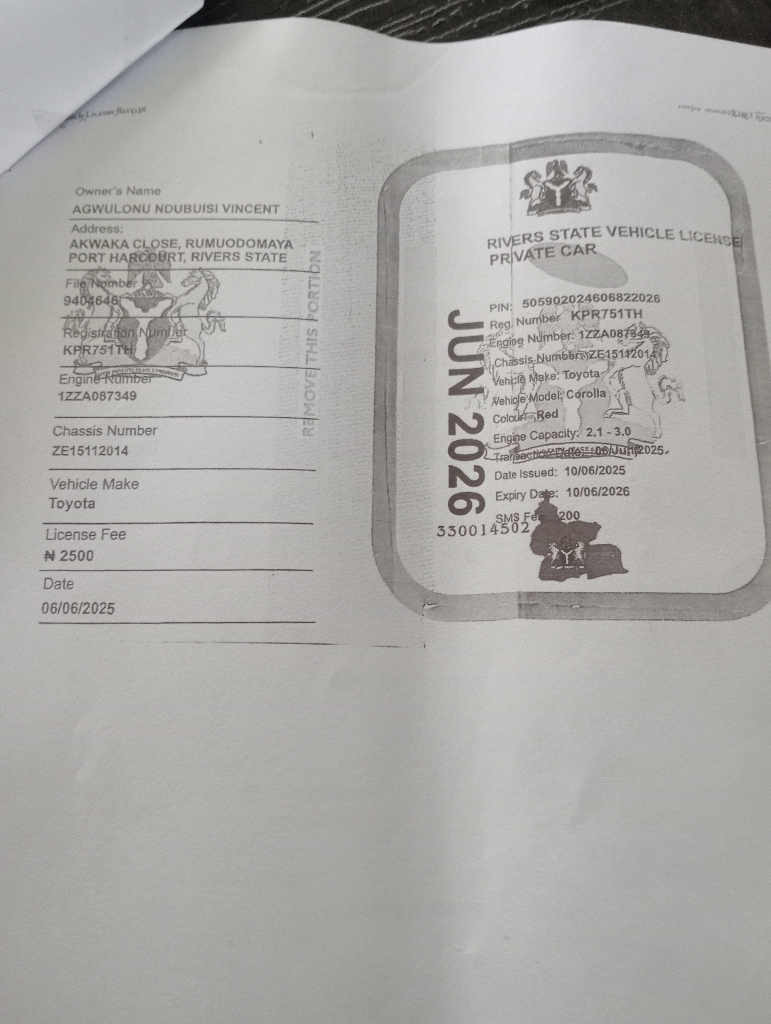 Owner's Name
AGWULONU NDUBUISI VINCENT
Address:
AKWAKA CLOSE, RUMUODOMAYA
PORT HARCOURT, RIVERS STATE
File Number
9404646
Registration Number
KPR751TH
Engine Number
1ZZA087349
Chassis Number
ZE15112014
Vehicle Make
Toyota
License Fee
₦ 2500
Date
06/06/2025
REMOVE THIS PORTION
RIVERS STATE VEHICLE LICENSE
PRIVATE CAR
JUN 2026
PIN: 505902024606822026
Reg. Number KPR751TH
Engine Number: 1ZZA087349
Chassis Number: ZE15112014
Vehicle Make: Toyota
Vehicle Model: Corolla
Colour: Red
Engine Capacity: 2.1 - 3.0
Transaction Date: 06/Jun/2025
Date Issued: 10/06/2025
Expiry Date: 10/06/2026
SMS Fee 200
330014502